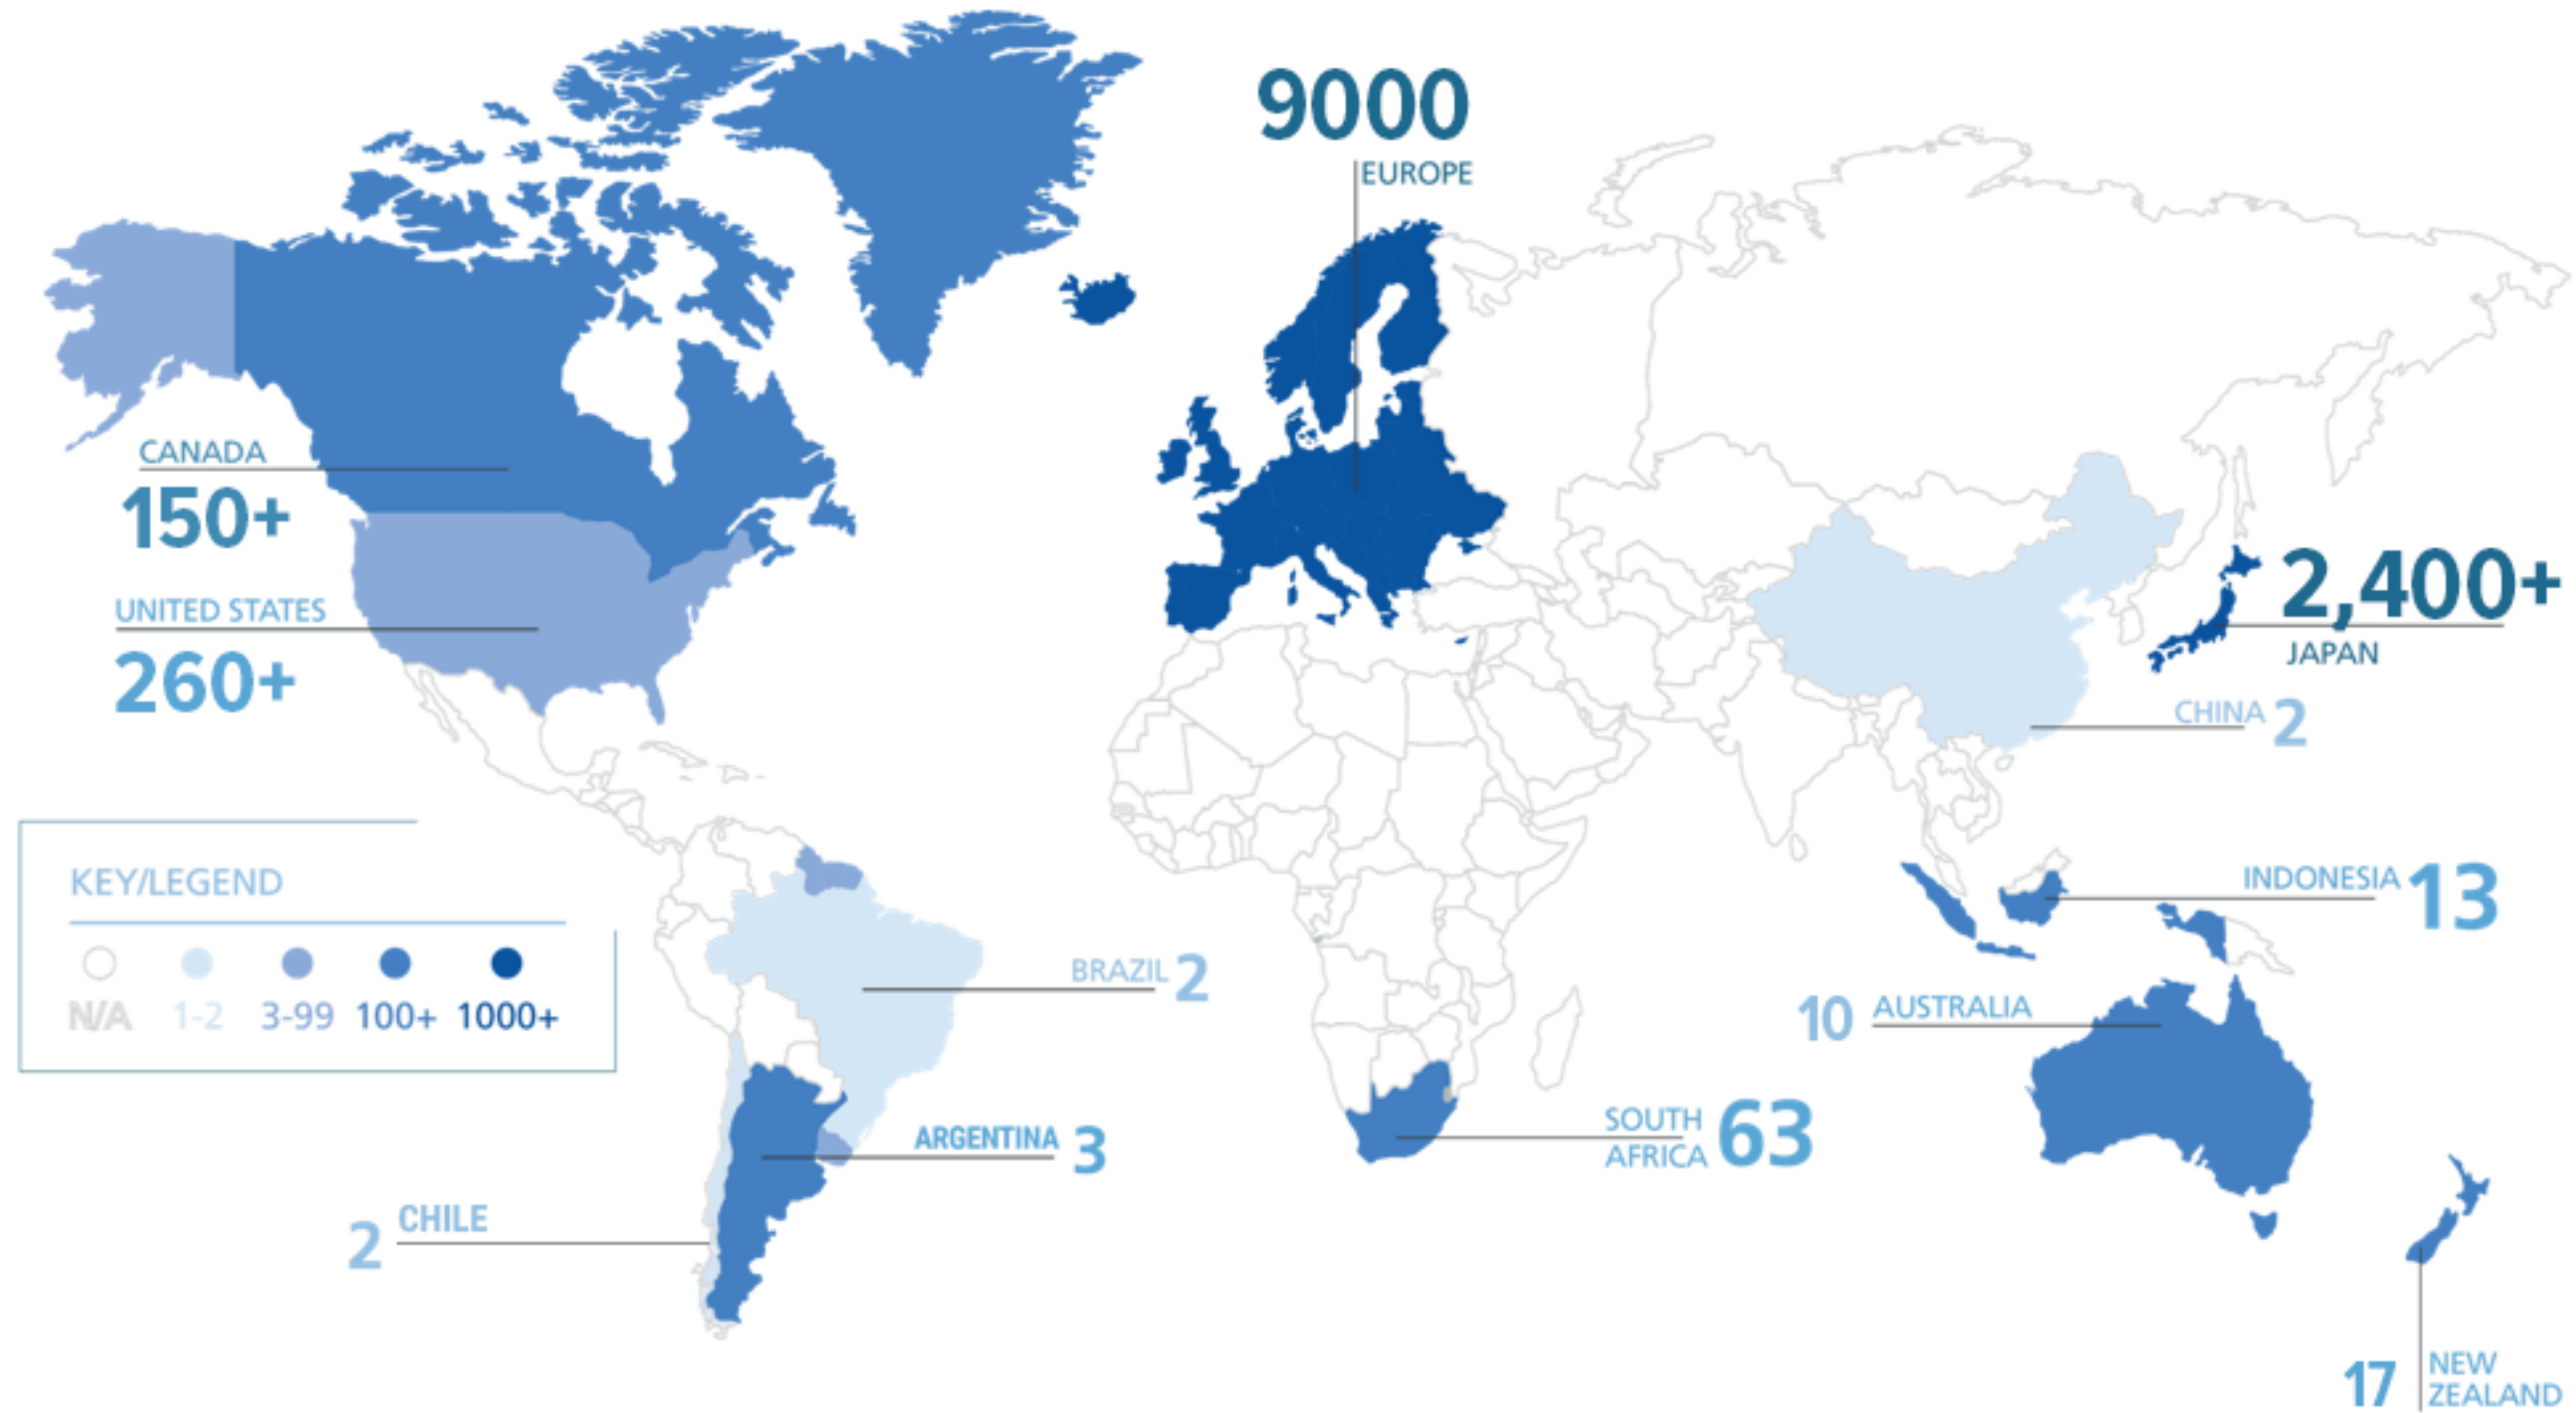 9000
EUROPE
CANADA
150+
UNITED STATES
260+
2,400+
JAPAN
CHINA 2
KEY/LEGEND
N/A 1-2 3-99 100+ 1000+
INDONESIA 13
BRAZIL 2
10 AUSTRALIA
ARGENTINA 3
SOUTH
AFRICA 63
2 CHILE
17 NEW
ZEALAND